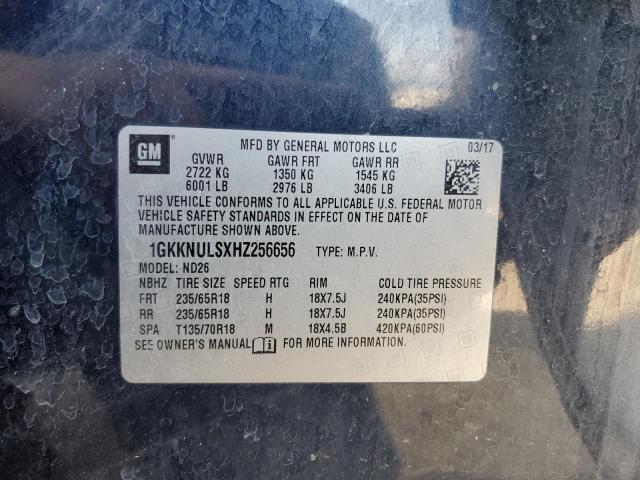 GM
MFD BY GENERAL MOTORS LLC 03/17
GVWR GAWR FRT GAWR RR
2722 KG 1350 KG 1545 KG
6001 LB 2976 LB 3406 LB
THIS VEHICLE CONFORMS TO ALL APPLICABLE U.S. FEDERAL MOTOR
VEHICLE SAFETY STANDARDS IN EFFECT ON THE DATE OF
MANUFACTURE SHOWN ABOVE.
1GKKNULSXHZ256656 TYPE: M.P.V.
MODEL: ND26
NBHZ TIRE SIZE SPEED RTG RIM COLD TIRE PRESSURE
FRT 235/65R18 H 18X7.5J 240KPA(35PSI)
RR 235/65R18 H 18X7.5J 240KPA(35PSI)
SPA T135/70R18 M 18X4.5B 420KPA(60PSI)
SEE OWNER'S MANUAL FOR MORE INFORMATION.